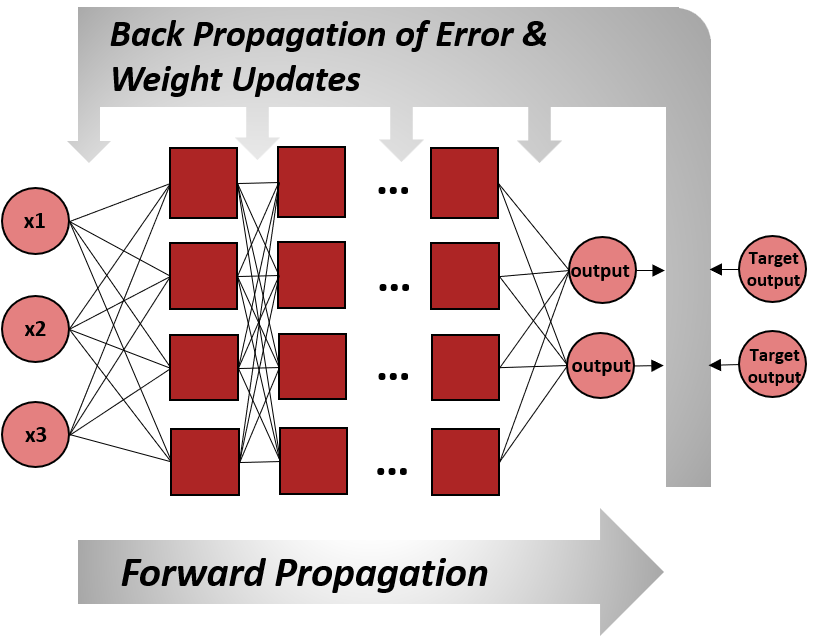 Back Propagation of Error &
Weight Updates
x1
x2
x3
...
...
...
...
output
output
Target
output
Target
output
Forward Propagation